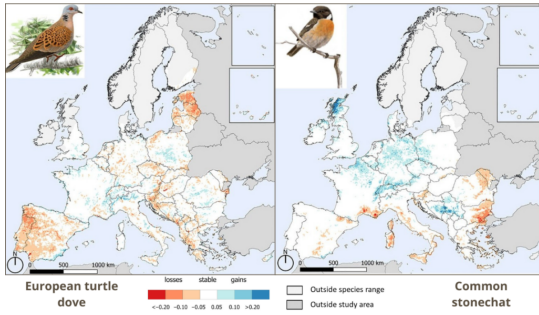 0 500 1000 km
0 500 1000 km
European turtle
dove
losses stable gains
<-0.20 -0.10 -0.05 0.05 0.10 >0.20
Outside species range
Outside study area
Common
stonechat